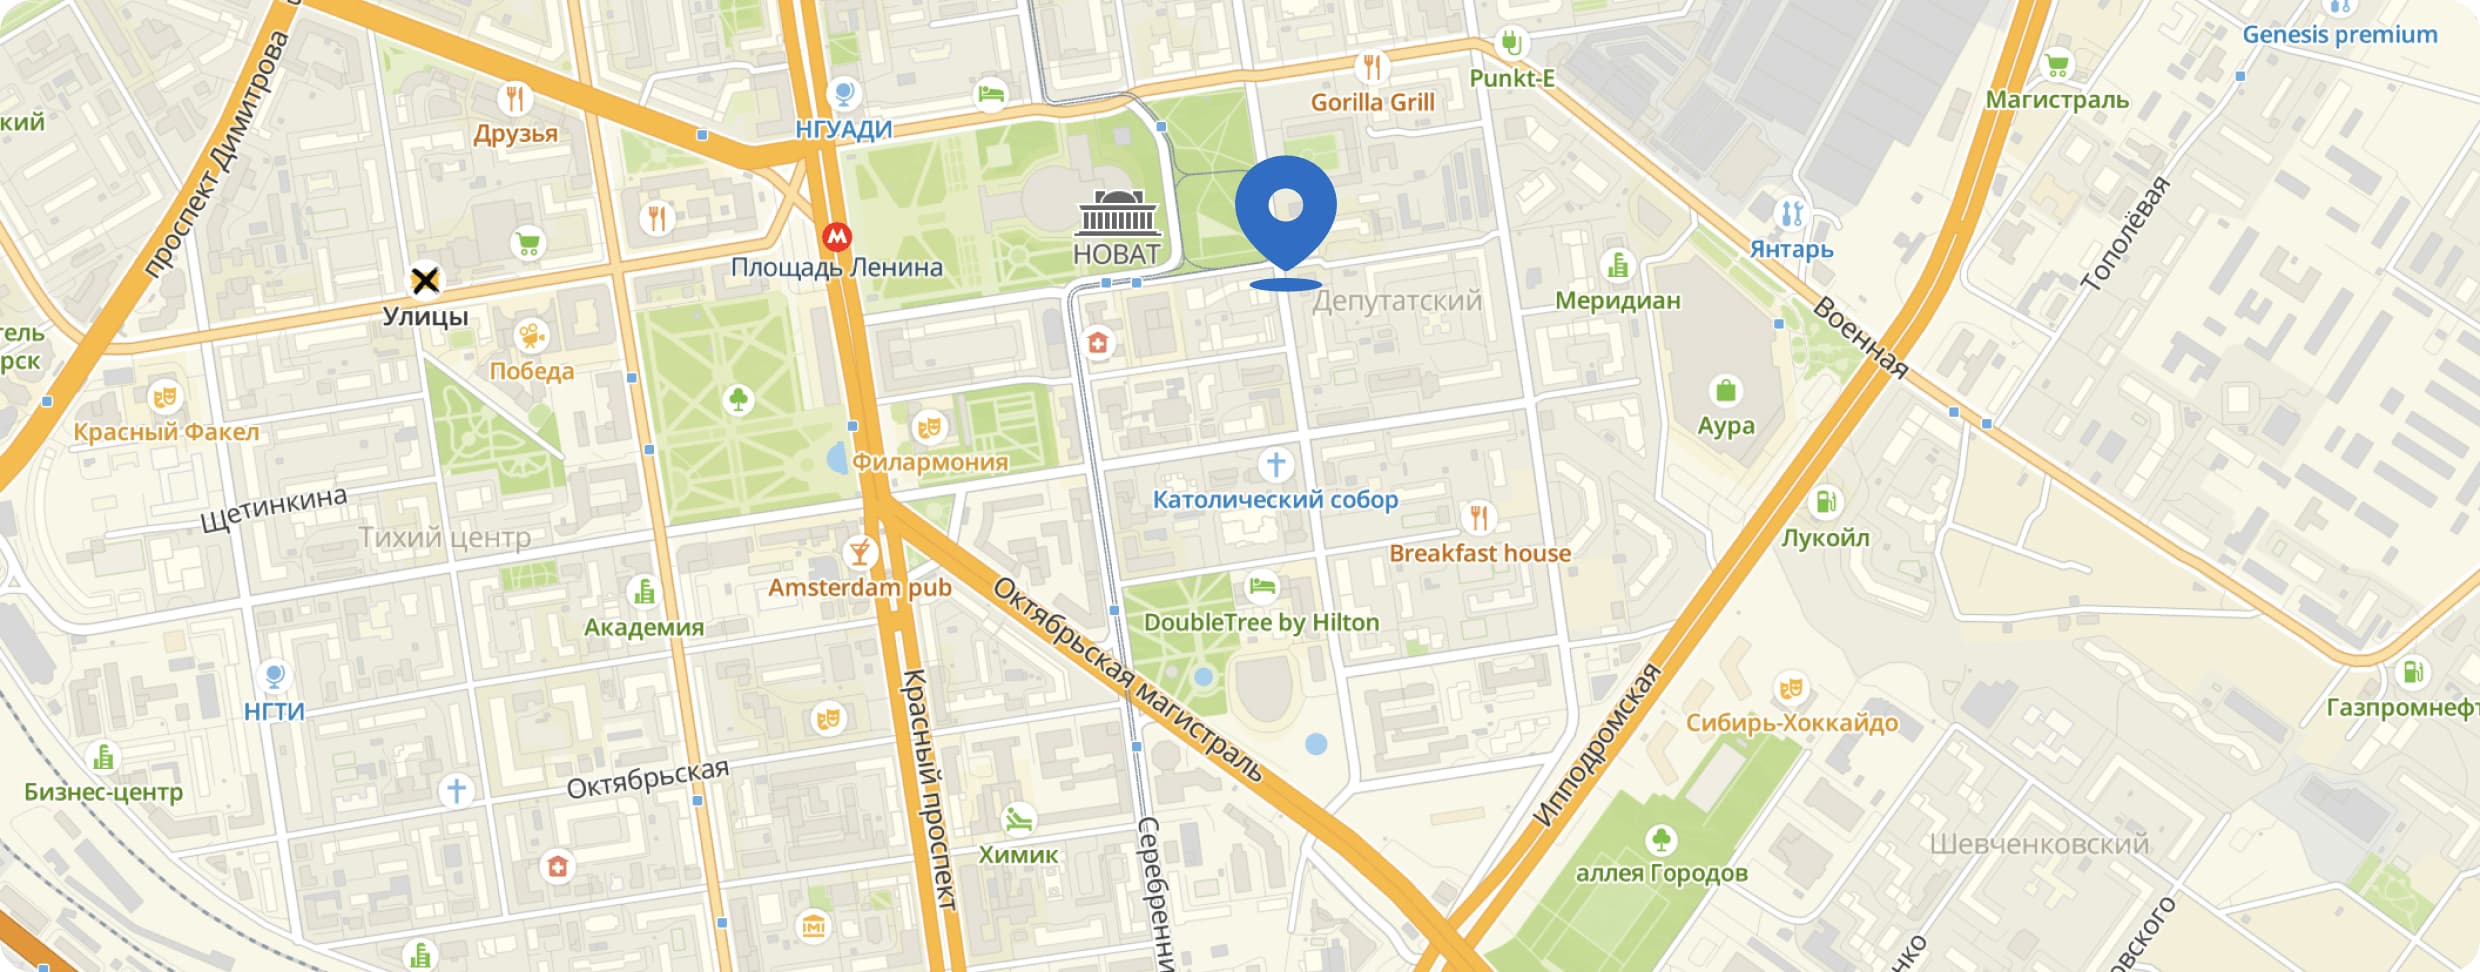 Genesis premium
проспект Димитрова
Punkt-E
Gorilla Grill
Магистраль
кий
Друзья
НГУАДИ
Тополёвая
НОВАТ
Янтарь
Площадь Ленина
Депутатский
Меридиан
Улицы
тель
рск
Военная
Победа
Красный Факел
Аура
Филармония
Щетинкина
Католический собор
Тихий центр
Лукойл
Breakfast house
Amsterdam pub
Октябрьская магистраль
Академия
DoubleTree by Hilton
НГТИ
Красный проспект
Ипподромская
Сибирь-Хоккайдо
Газпромнефт
Бизнес-центр
Октябрьская
Химик
Серебренни
Шевченковский
аллея Городов
нко
овского